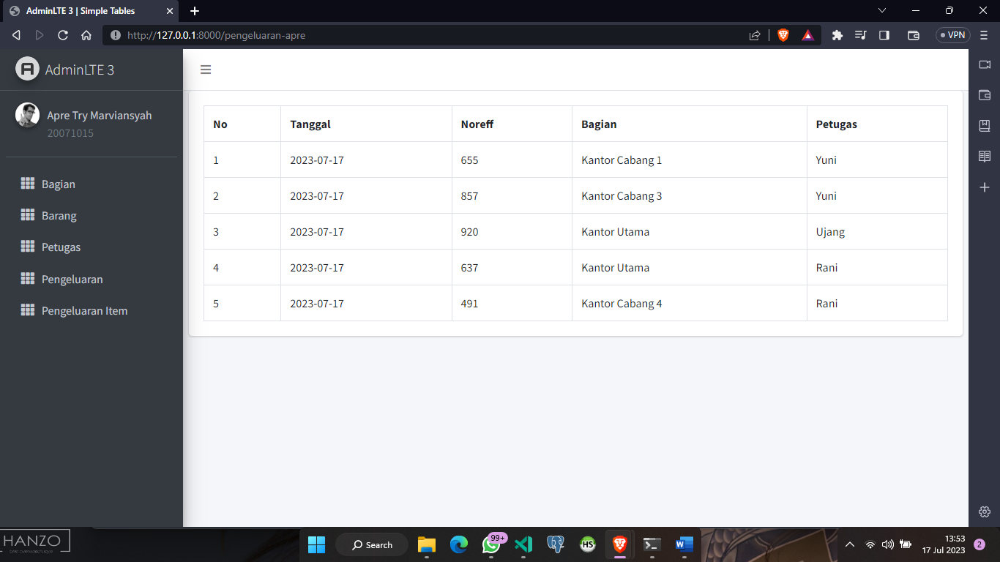 AdminLTE 3 | Simple Tables
http://127.0.0.1:8000/pengeluaran-apre
VPN
AdminLTE 3
Apre Try Marviansyah
20071015
Bagian
Barang
Petugas
Pengeluaran
Pengeluaran Item
No Tanggal Noreff Bagian Petugas
1 2023-07-17 655 Kantor Cabang 1 Yuni
2 2023-07-17 857 Kantor Cabang 3 Yuni
3 2023-07-17 920 Kantor Utama Ujang
4 2023-07-17 637 Kantor Utama Rani
5 2023-07-17 491 Kantor Cabang 4 Rani
HANZO
Search
99+
HS
13:53
17 Jul 2023
2